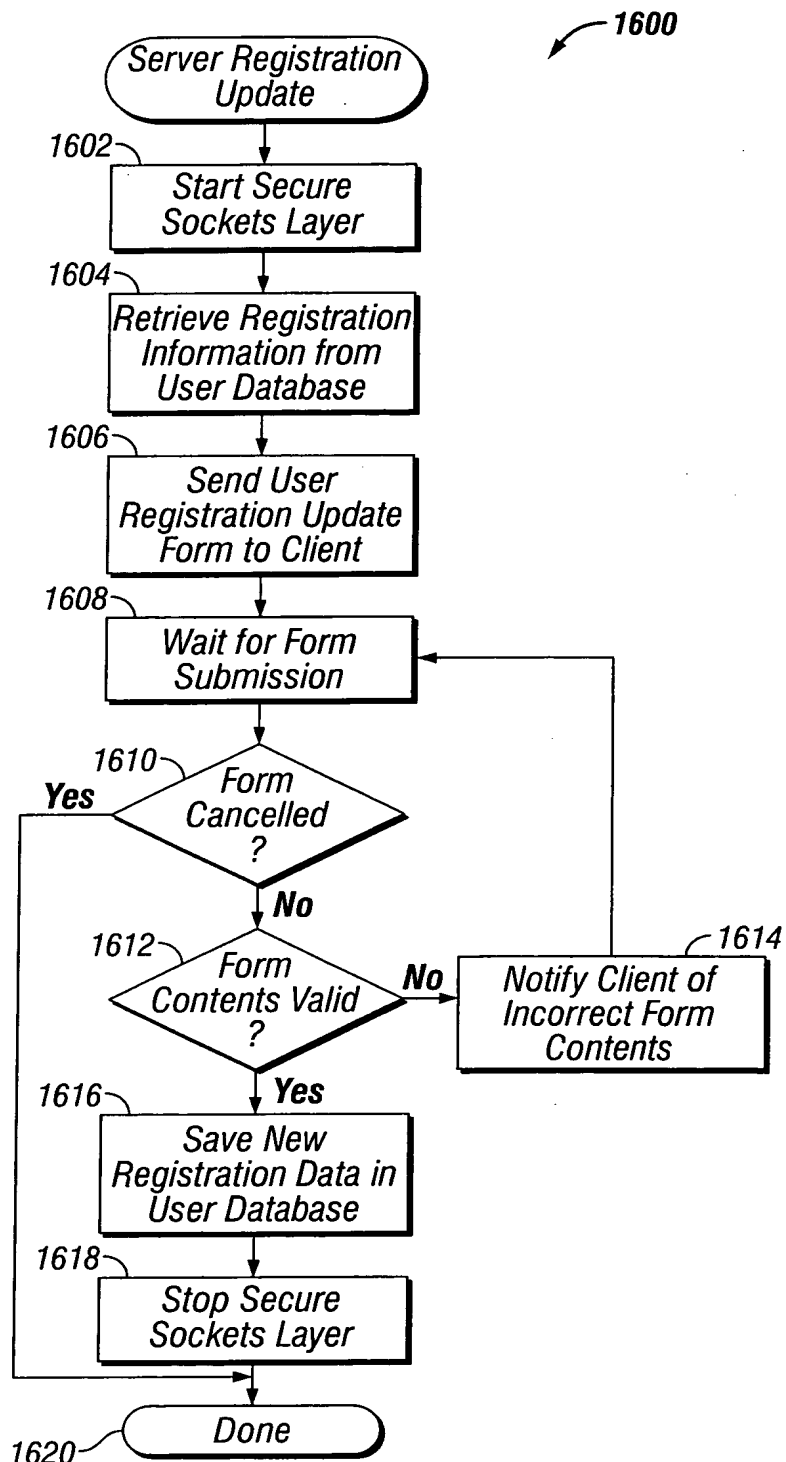 1600
Server Registration
Update
1602
Start Secure
Sockets Layer
1604
Retrieve Registration
Information from
User Database
1606
Send User
Registration Update
Form to Client
1608
Wait for Form
Submission
1610
Form
Cancelled
?
Yes
No
1612
Form
Contents Valid
?
No
1614
Notify Client of
Incorrect Form
Contents
Yes
1616
Save New
Registration Data in
User Database
1618
Stop Secure
Sockets Layer
Done
1620